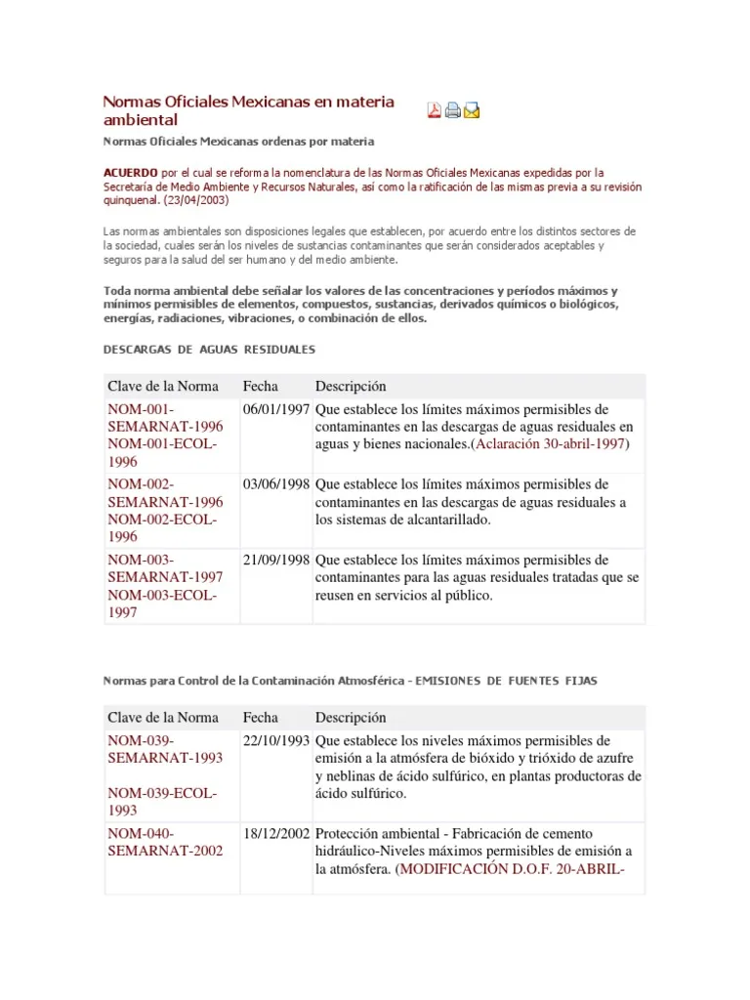 Normas Oficiales Mexicanas en materia
ambiental
Normas Oficiales Mexicanas ordenas por materia
ACUERDO por el cual se reforma la nomenclatura de las Normas Oficiales Mexicanas expedidas por la
Secretaría de Medio Ambiente y Recursos Naturales, así como la ratificación de las mismas previa a su revisión
quinquenal. (23/04/2003)
Las normas ambientales son disposiciones legales que establecen, por acuerdo entre los distintos sectores de
la sociedad, cuales serán los niveles de sustancias contaminantes que serán considerados aceptables y
seguros para la salud del ser humano y del medio ambiente.
Toda norma ambiental debe señalar los valores de las concentraciones y períodos máximos y
mínimos permisibles de elementos, compuestos, sustancias, derivados químicos o biológicos,
energías, radiaciones, vibraciones, o combinación de ellos.
DESCARGAS DE AGUAS RESIDUALES
Clave de la Norma Fecha Descripción
NOM-001- 06/01/1997 Que establece los límites máximos permisibles de
SEMARNAT-1996 contaminantes en las descargas de aguas residuales en
NOM-001-ECOL- aguas y bienes nacionales.(Aclaración 30-abril-1997)
1996
NOM-002- 03/06/1998 Que establece los límites máximos permisibles de
SEMARNAT-1996 contaminantes en las descargas de aguas residuales a
NOM-002-ECOL- los sistemas de alcantarillado.
1996
NOM-003- 21/09/1998 Que establece los límites máximos permisibles de
SEMARNAT-1997 contaminantes para las aguas residuales tratadas que se
NOM-003-ECOL- reusen en servicios al público.
1997
Normas para Control de la Contaminación Atmosférica - EMISIONES DE FUENTES FIJAS
Clave de la Norma Fecha Descripción
NOM-039- 22/10/1993 Que establece los niveles máximos permisibles de
SEMARNAT-1993 emisión a la atmósfera de bióxido y trióxido de azufre
y neblinas de ácido sulfúrico, en plantas productoras de
NOM-039-ECOL- ácido sulfúrico.
1993
NOM-040- 18/12/2002 Protección ambiental - Fabricación de cemento
SEMARNAT-2002 hidráulico-Niveles máximos permisibles de emisión a
la atmósfera. (MODIFICACIÓN D.O.F. 20-ABRIL-